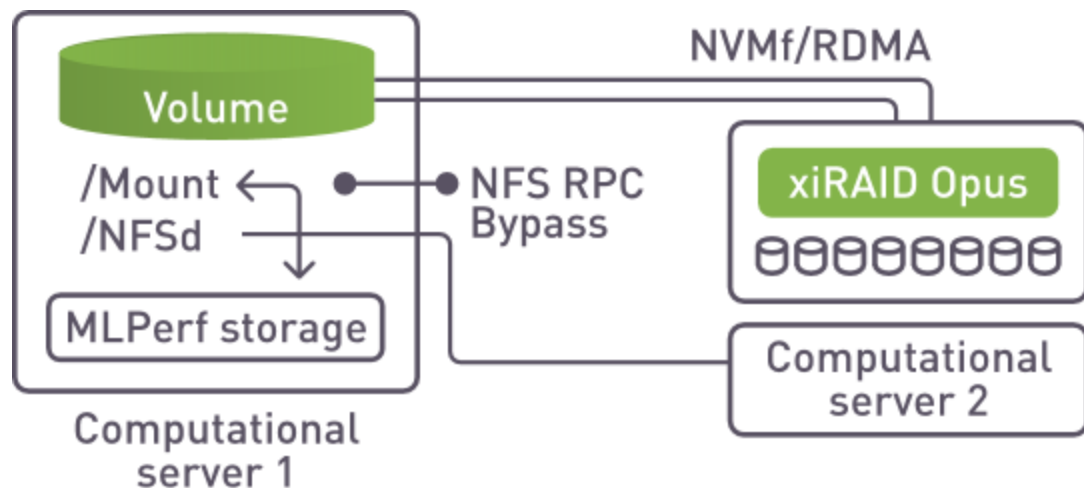 NVMf/RDMA
Volume
/Mount
/NFSd
NFS RPC
Bypass
xiRAID Opus
MLPerf storage
Computational
server 2
Computational
server 1